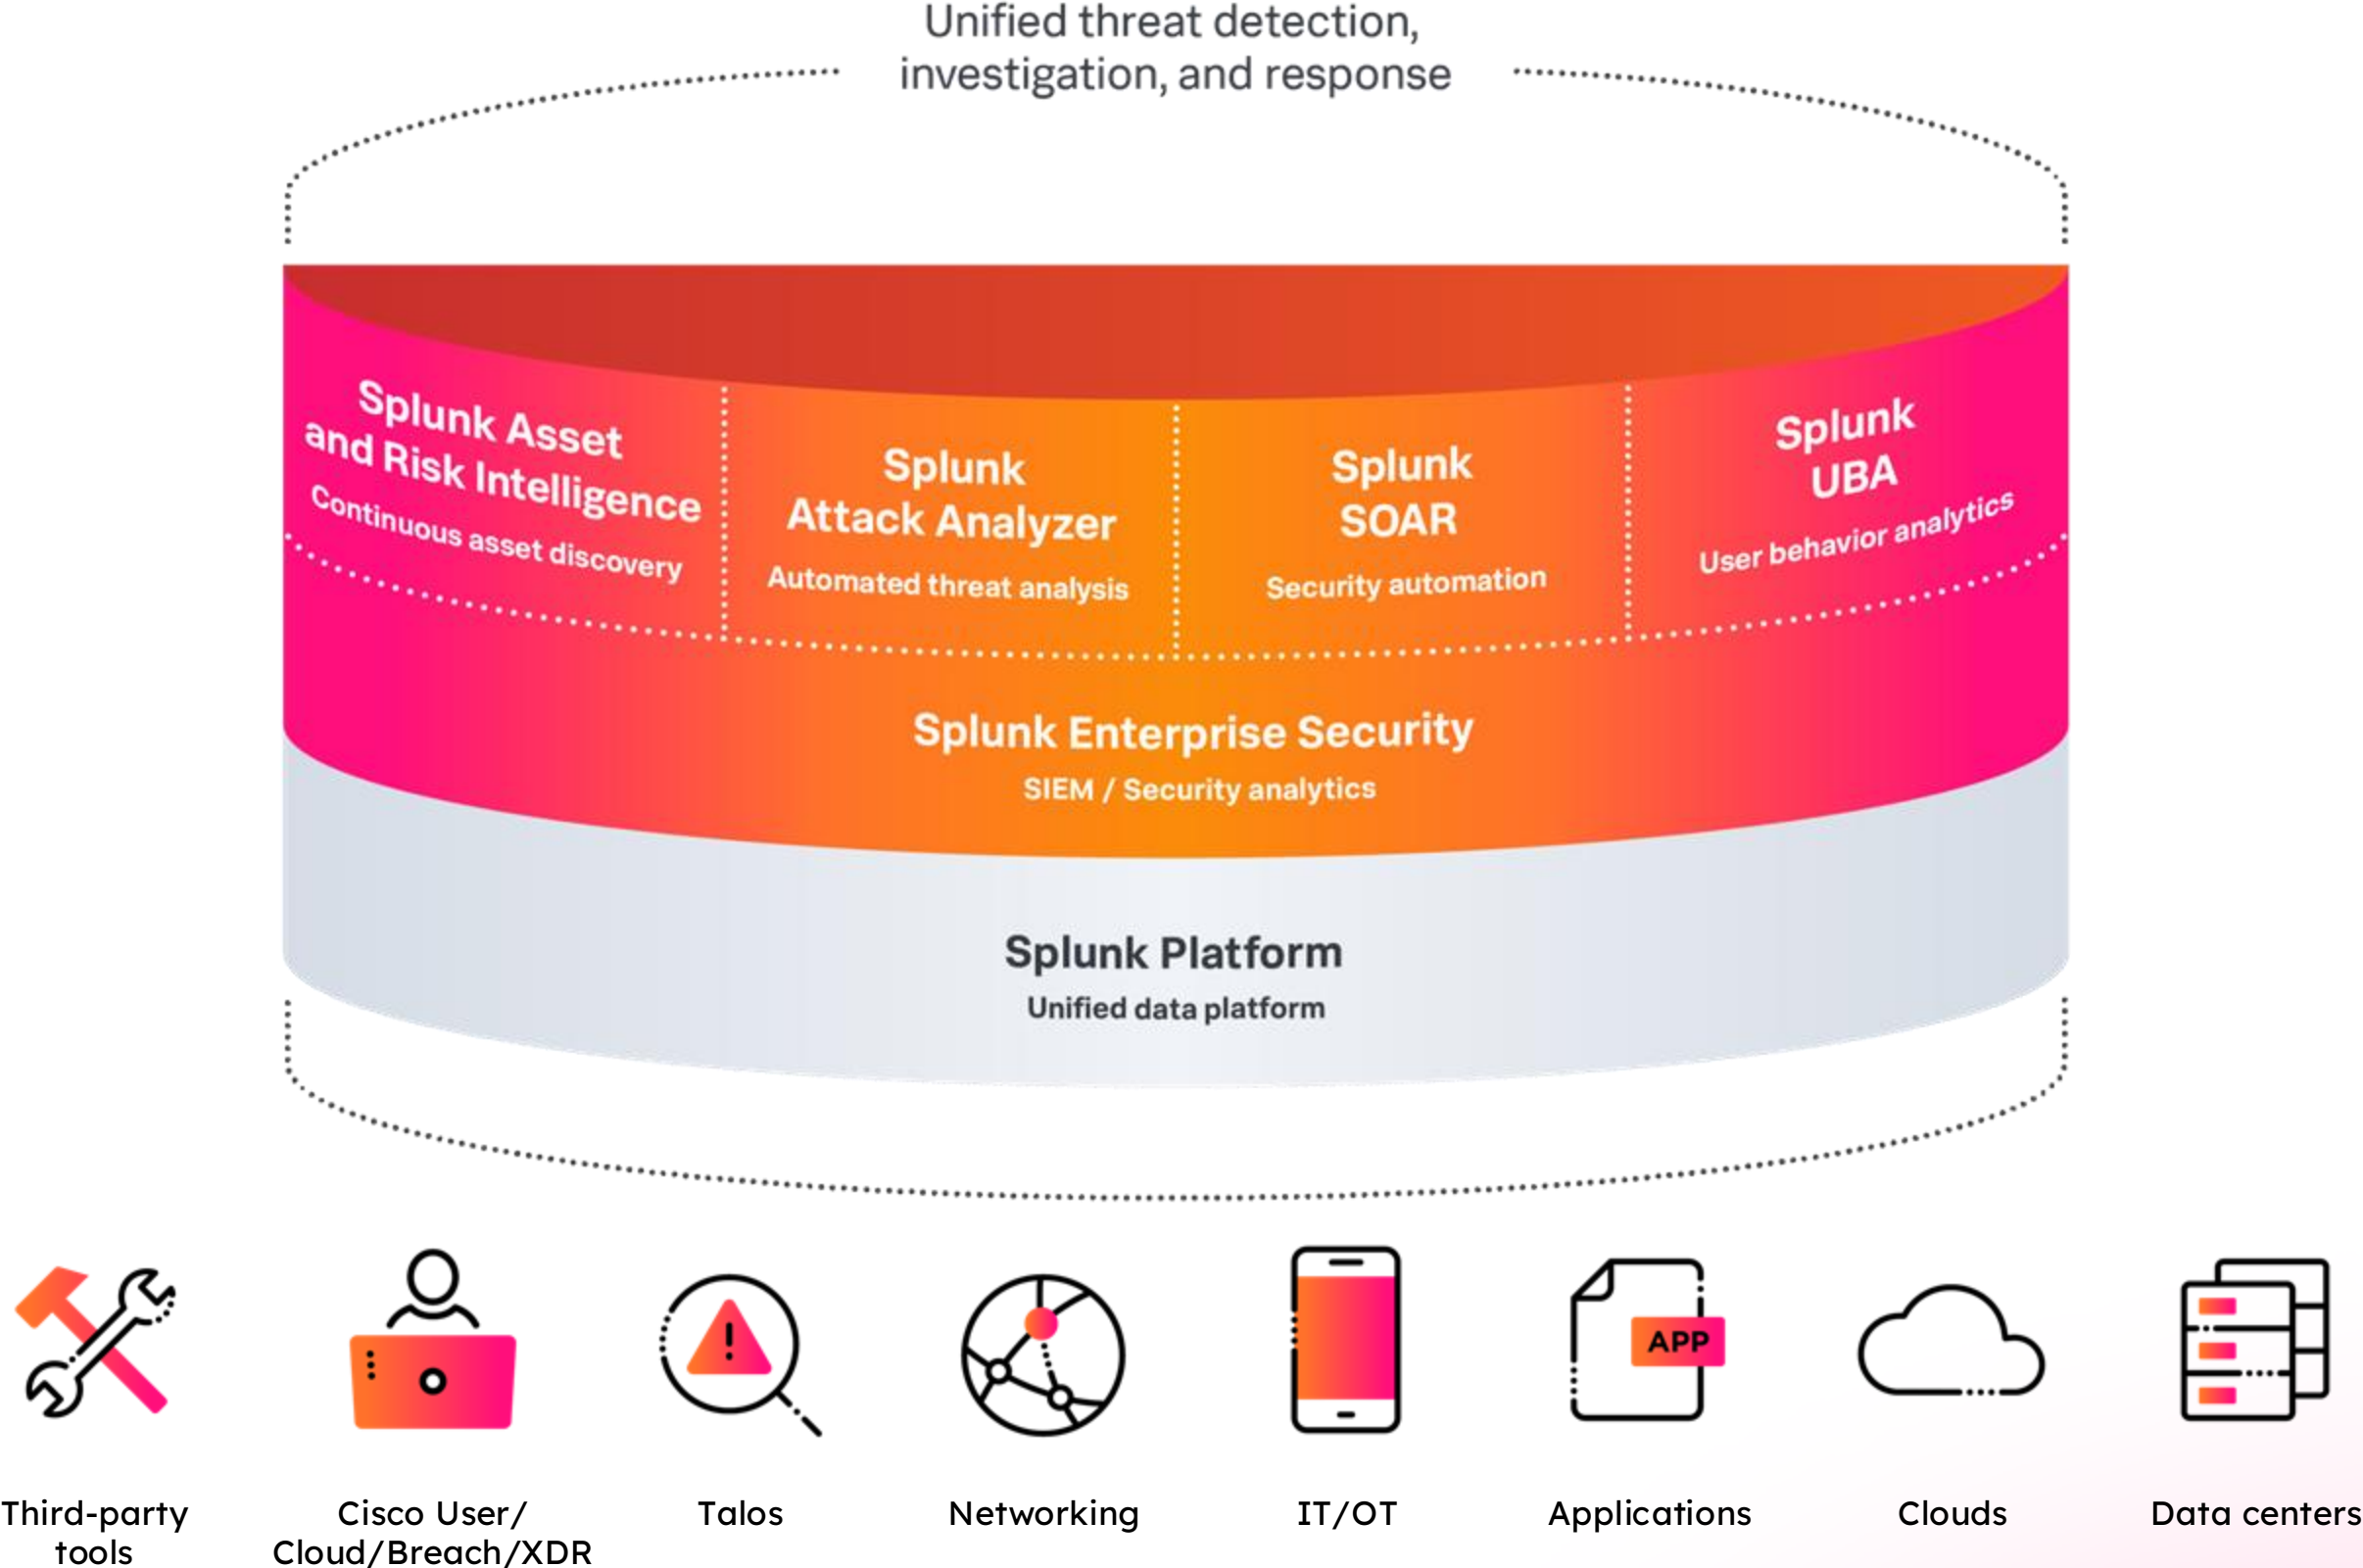 Unified threat detection,
investigation, and response
Splunk Asset
and Risk Intelligence
Continuous asset discovery
Splunk
Attack Analyzer
Automated threat analysis
Splunk
SOAR
Security automation
Splunk
UBA
User behavior analytics
Splunk Enterprise Security
SIEM / Security analytics
Splunk Platform
Unified data platform
APP
Third-party
tools
Cisco User/
Cloud/Breach/XDR
Talos
Networking
IT/OT
Applications
Clouds
Data centers